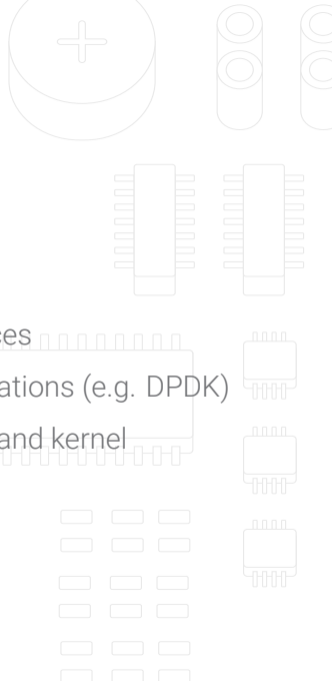 ces
ations (e.g. DPDK)
and kernel